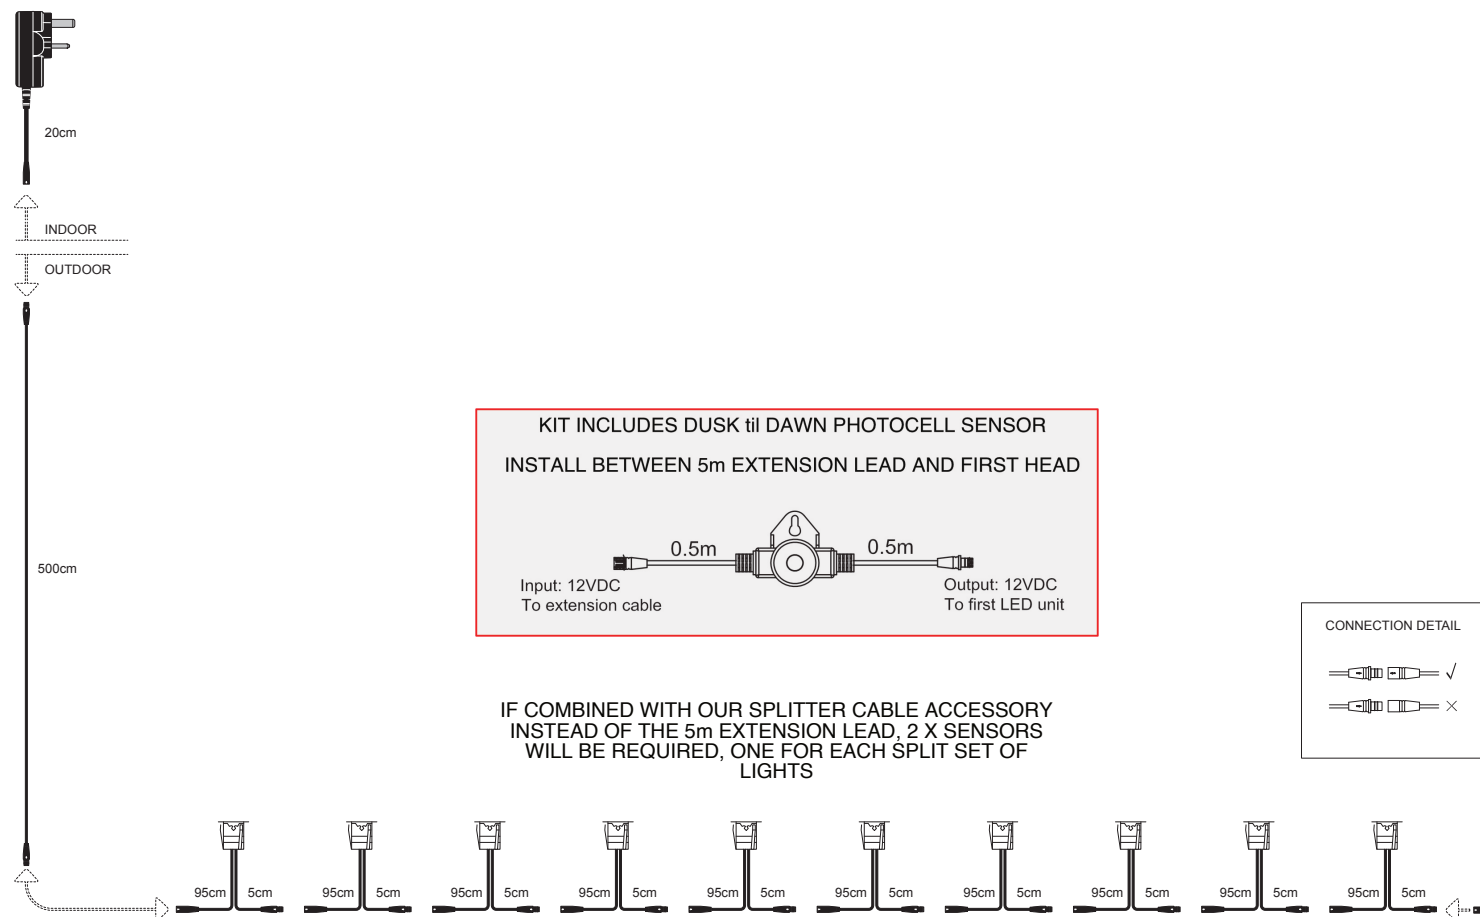 20cm
INDOOR
OUTDOOR
500cm
KIT INCLUDES DUSK til DAWN PHOTOCELL SENSOR
INSTALL BETWEEN 5m EXTENSION LEAD AND FIRST HEAD
0.5m 0.5m
Input: 12VDC
To extension cable
Output: 12VDC
To first LED unit
CONNECTION DETAIL
IF COMBINED WITH OUR SPLITTER CABLE ACCESSORY
INSTEAD OF THE 5m EXTENSION LEAD, 2 X SENSORS
WILL BE REQUIRED, ONE FOR EACH SPLIT SET OF
LIGHTS
95cm 5cm 95cm 5cm 95cm 5cm 95cm 5cm 95cm 5cm 95cm 5cm 95cm 5cm 95cm 5cm 95cm 5cm 95cm 5cm